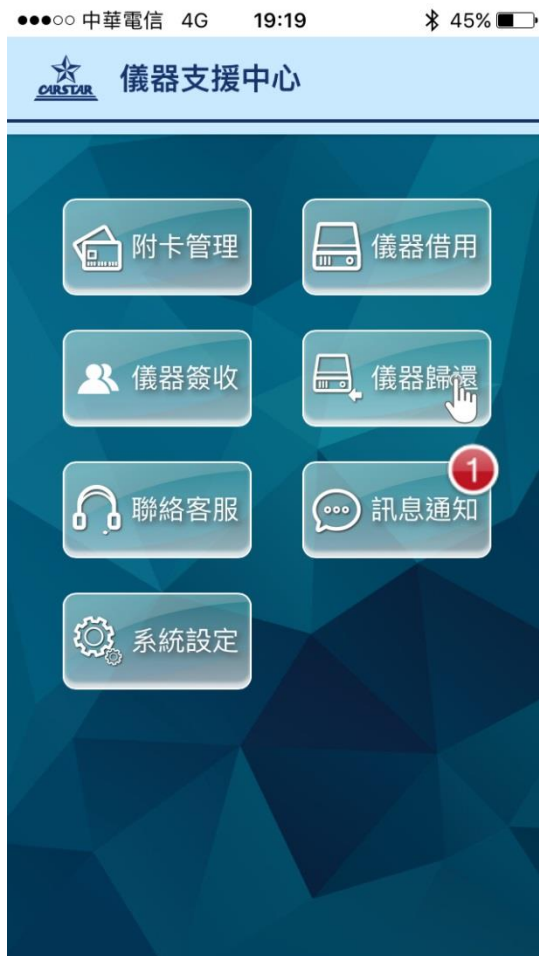 中華電信 4G 19:19 45%
CARSTAR 儀器支援中心
附卡管理 儀器借用
儀器簽收 儀器歸還
1
聯絡客服 訊息通知
系統設定